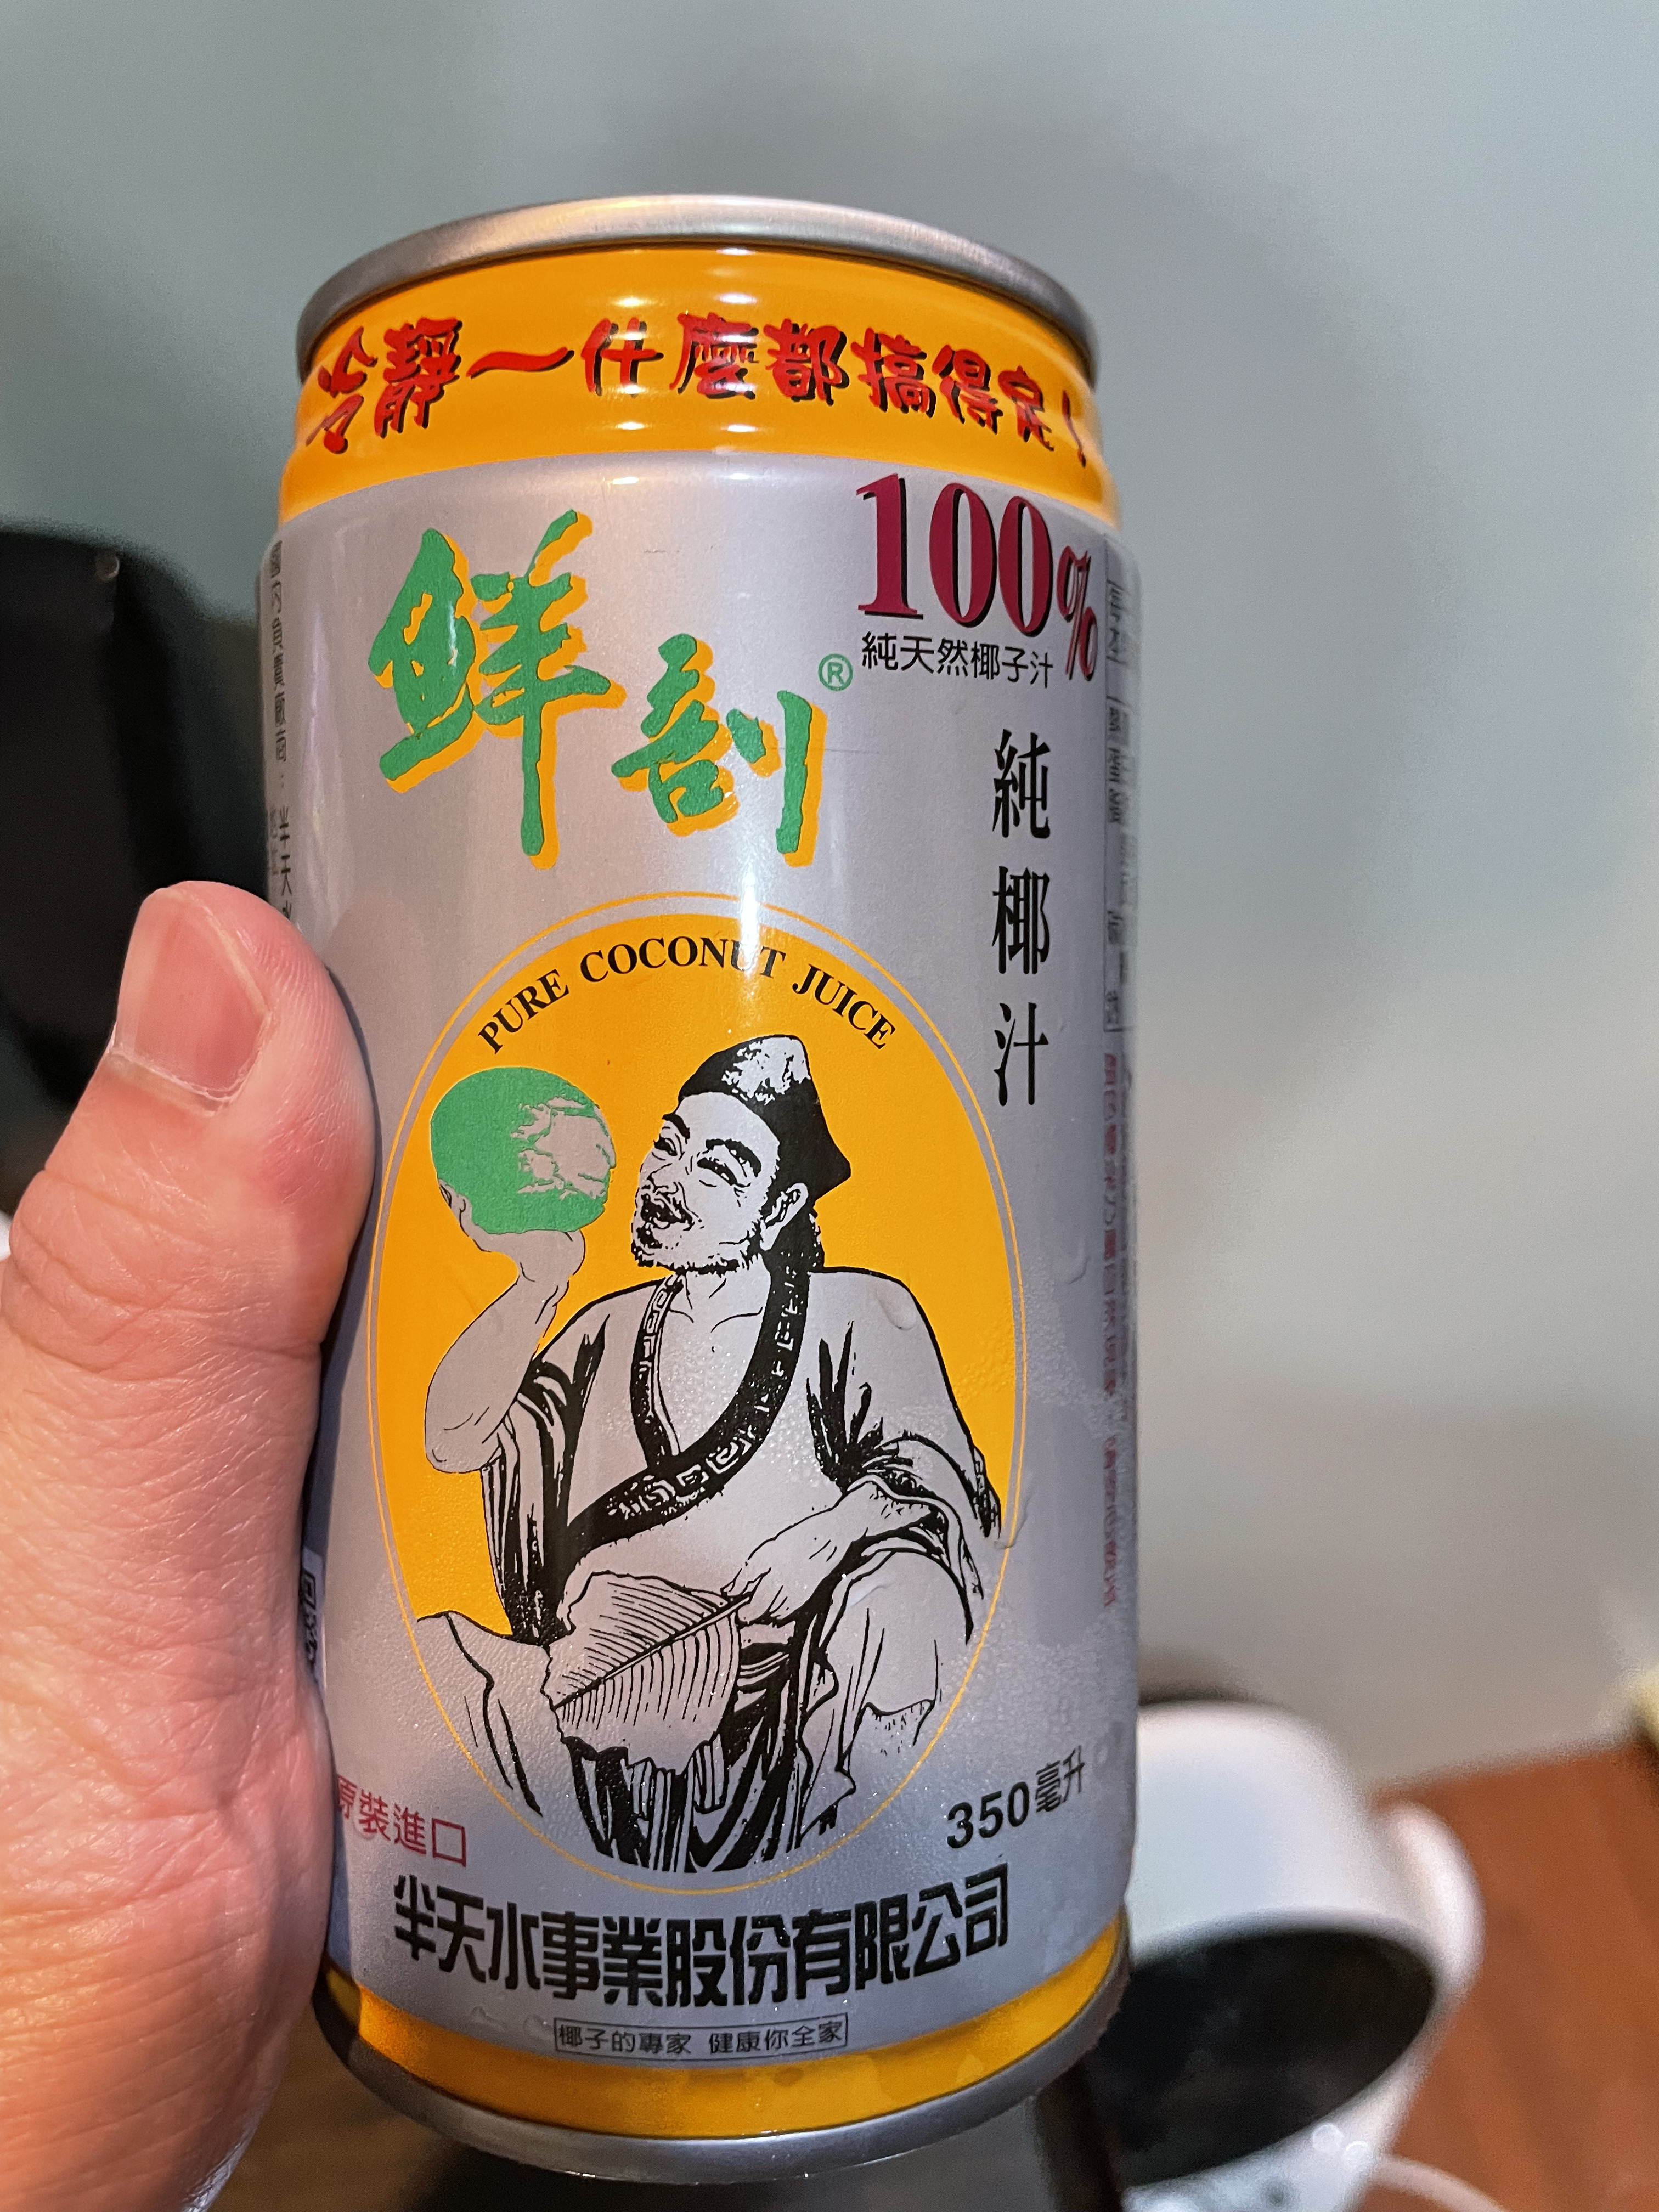 冷靜～什麼都搞得定！
100%
純天然椰子汁
鮮剖®
純椰汁
PURE COCONUT JUICE
350毫升
原裝進口
半天水事業股份有限公司
椰子的專家 健康你全家